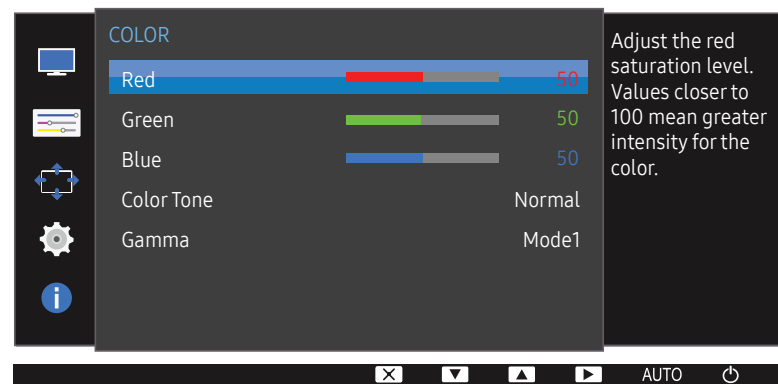 COLOR
Red 50
Green 50
Blue 50
Color Tone Normal
Gamma Mode1
Adjust the red
saturation level.
Values closer to
100 mean greater
intensity for the
color.
i
AUTO